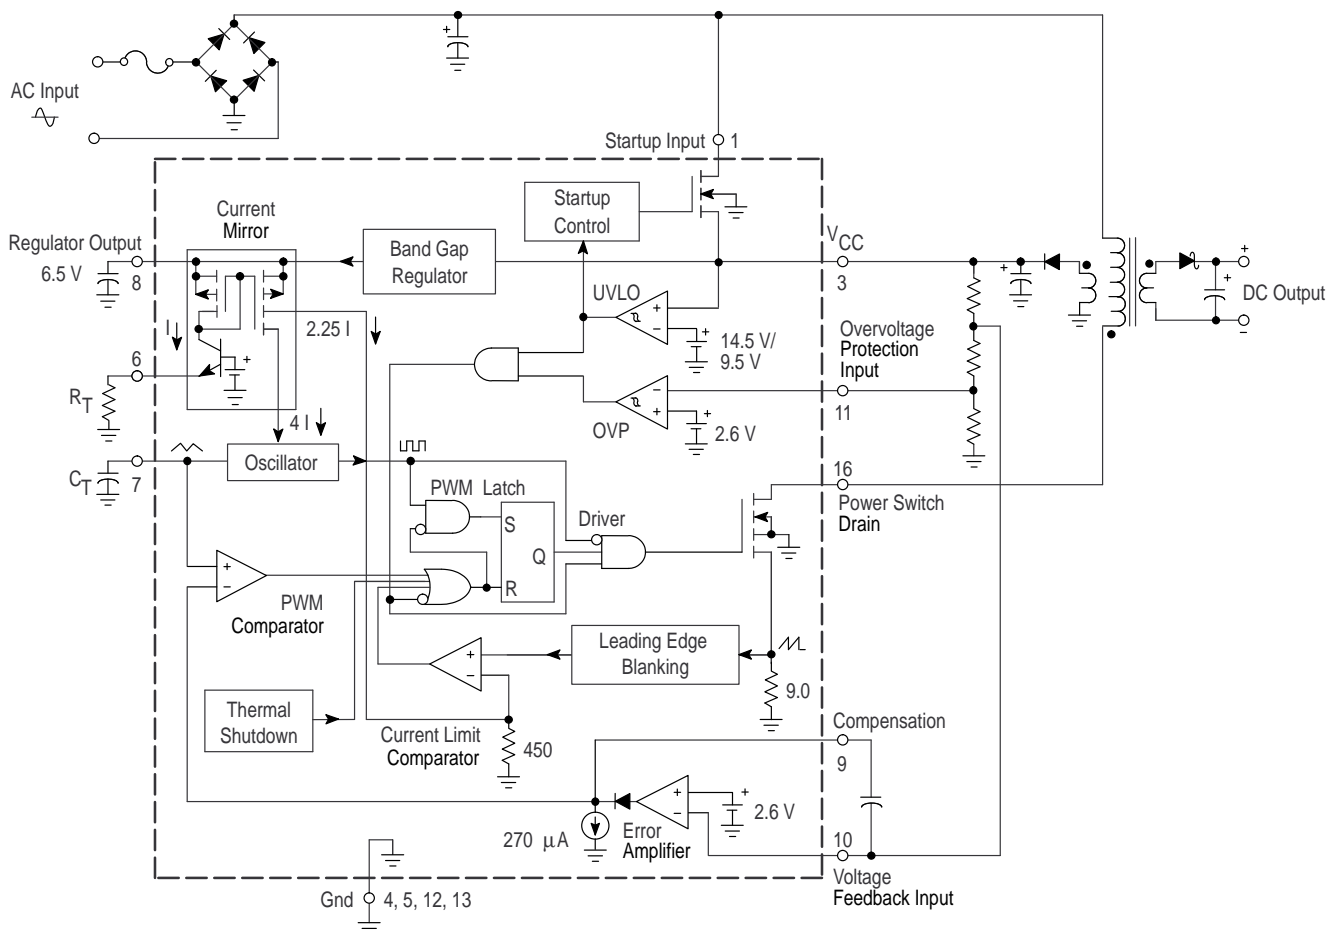 AC Input
Startup Input
1
Startup
Control
Current
Mirror
Regulator Output
6.5 V
8
Band Gap
Regulator
VCC
3
+
DC Output
−
UVLO
+
−
+
14.5 V/
9.5 V
Overvoltage
Protection
Input
11
I
2.25 I
+
6
RT
4 I
OVP
−
+
+
2.6 V
Oscillator
CT
7
PWM Latch
S
Q
R
Driver
16
Power Switch
Drain
+
−
PWM
Comparator
Leading Edge
Blanking
9.0
+
−
Thermal
Shutdown
Current Limit
Comparator
450
Compensation
9
270 μA
Error
Amplifier
+
−
+
2.6 V
10
Voltage
Feedback Input
Gnd
4, 5, 12, 13
+
+
+